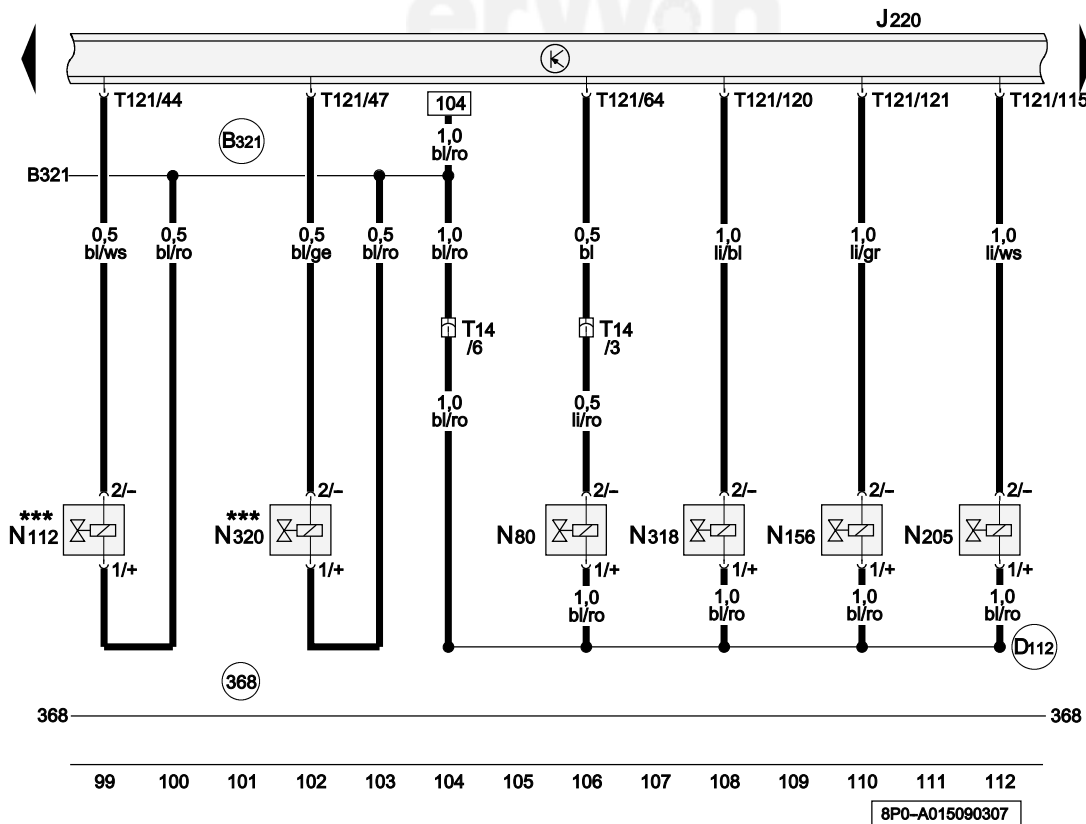 erwon
J220
T121/44
T121/47
104
T121/64
T121/120
T121/121
T121/115
1,0
bl/ro
B321
B321
0,5
bl/ws
0,5
bl/ro
0,5
bl/ge
0,5
bl/ro
1,0
bl/ro
0,5
bl
1,0
li/bl
1,0
li/gr
1,0
li/ws
T14
/6
T14
/3
1,0
bl/ro
0,5
li/ro
2/-
2/-
2/-
2/-
2/-
2/-
***
N112
***
N320
N80
N318
N156
N205
1/+
1/+
1/+
1/+
1/+
1/+
1,0
bl/ro
1,0
bl/ro
1,0
bl/ro
1,0
bl/ro
D112
368
368
368
99 100 101 102 103 104 105 106 107 108 109 110 111 112
8P0-A015090307